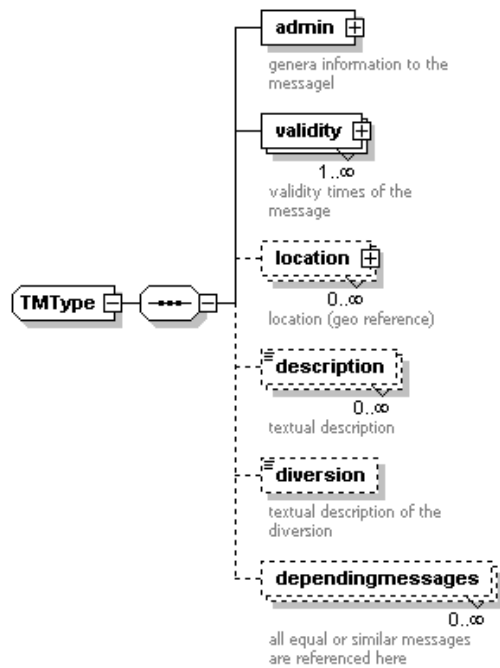 admin
genera information to the
messagel
validity
1..∞
validity times of the
message
location
0..∞
location (geo reference)
TMType
description
0..∞
textual description
diversion
textual description of the
diversion
dependingmessages
0..∞
all equal or similar messages
are referenced here